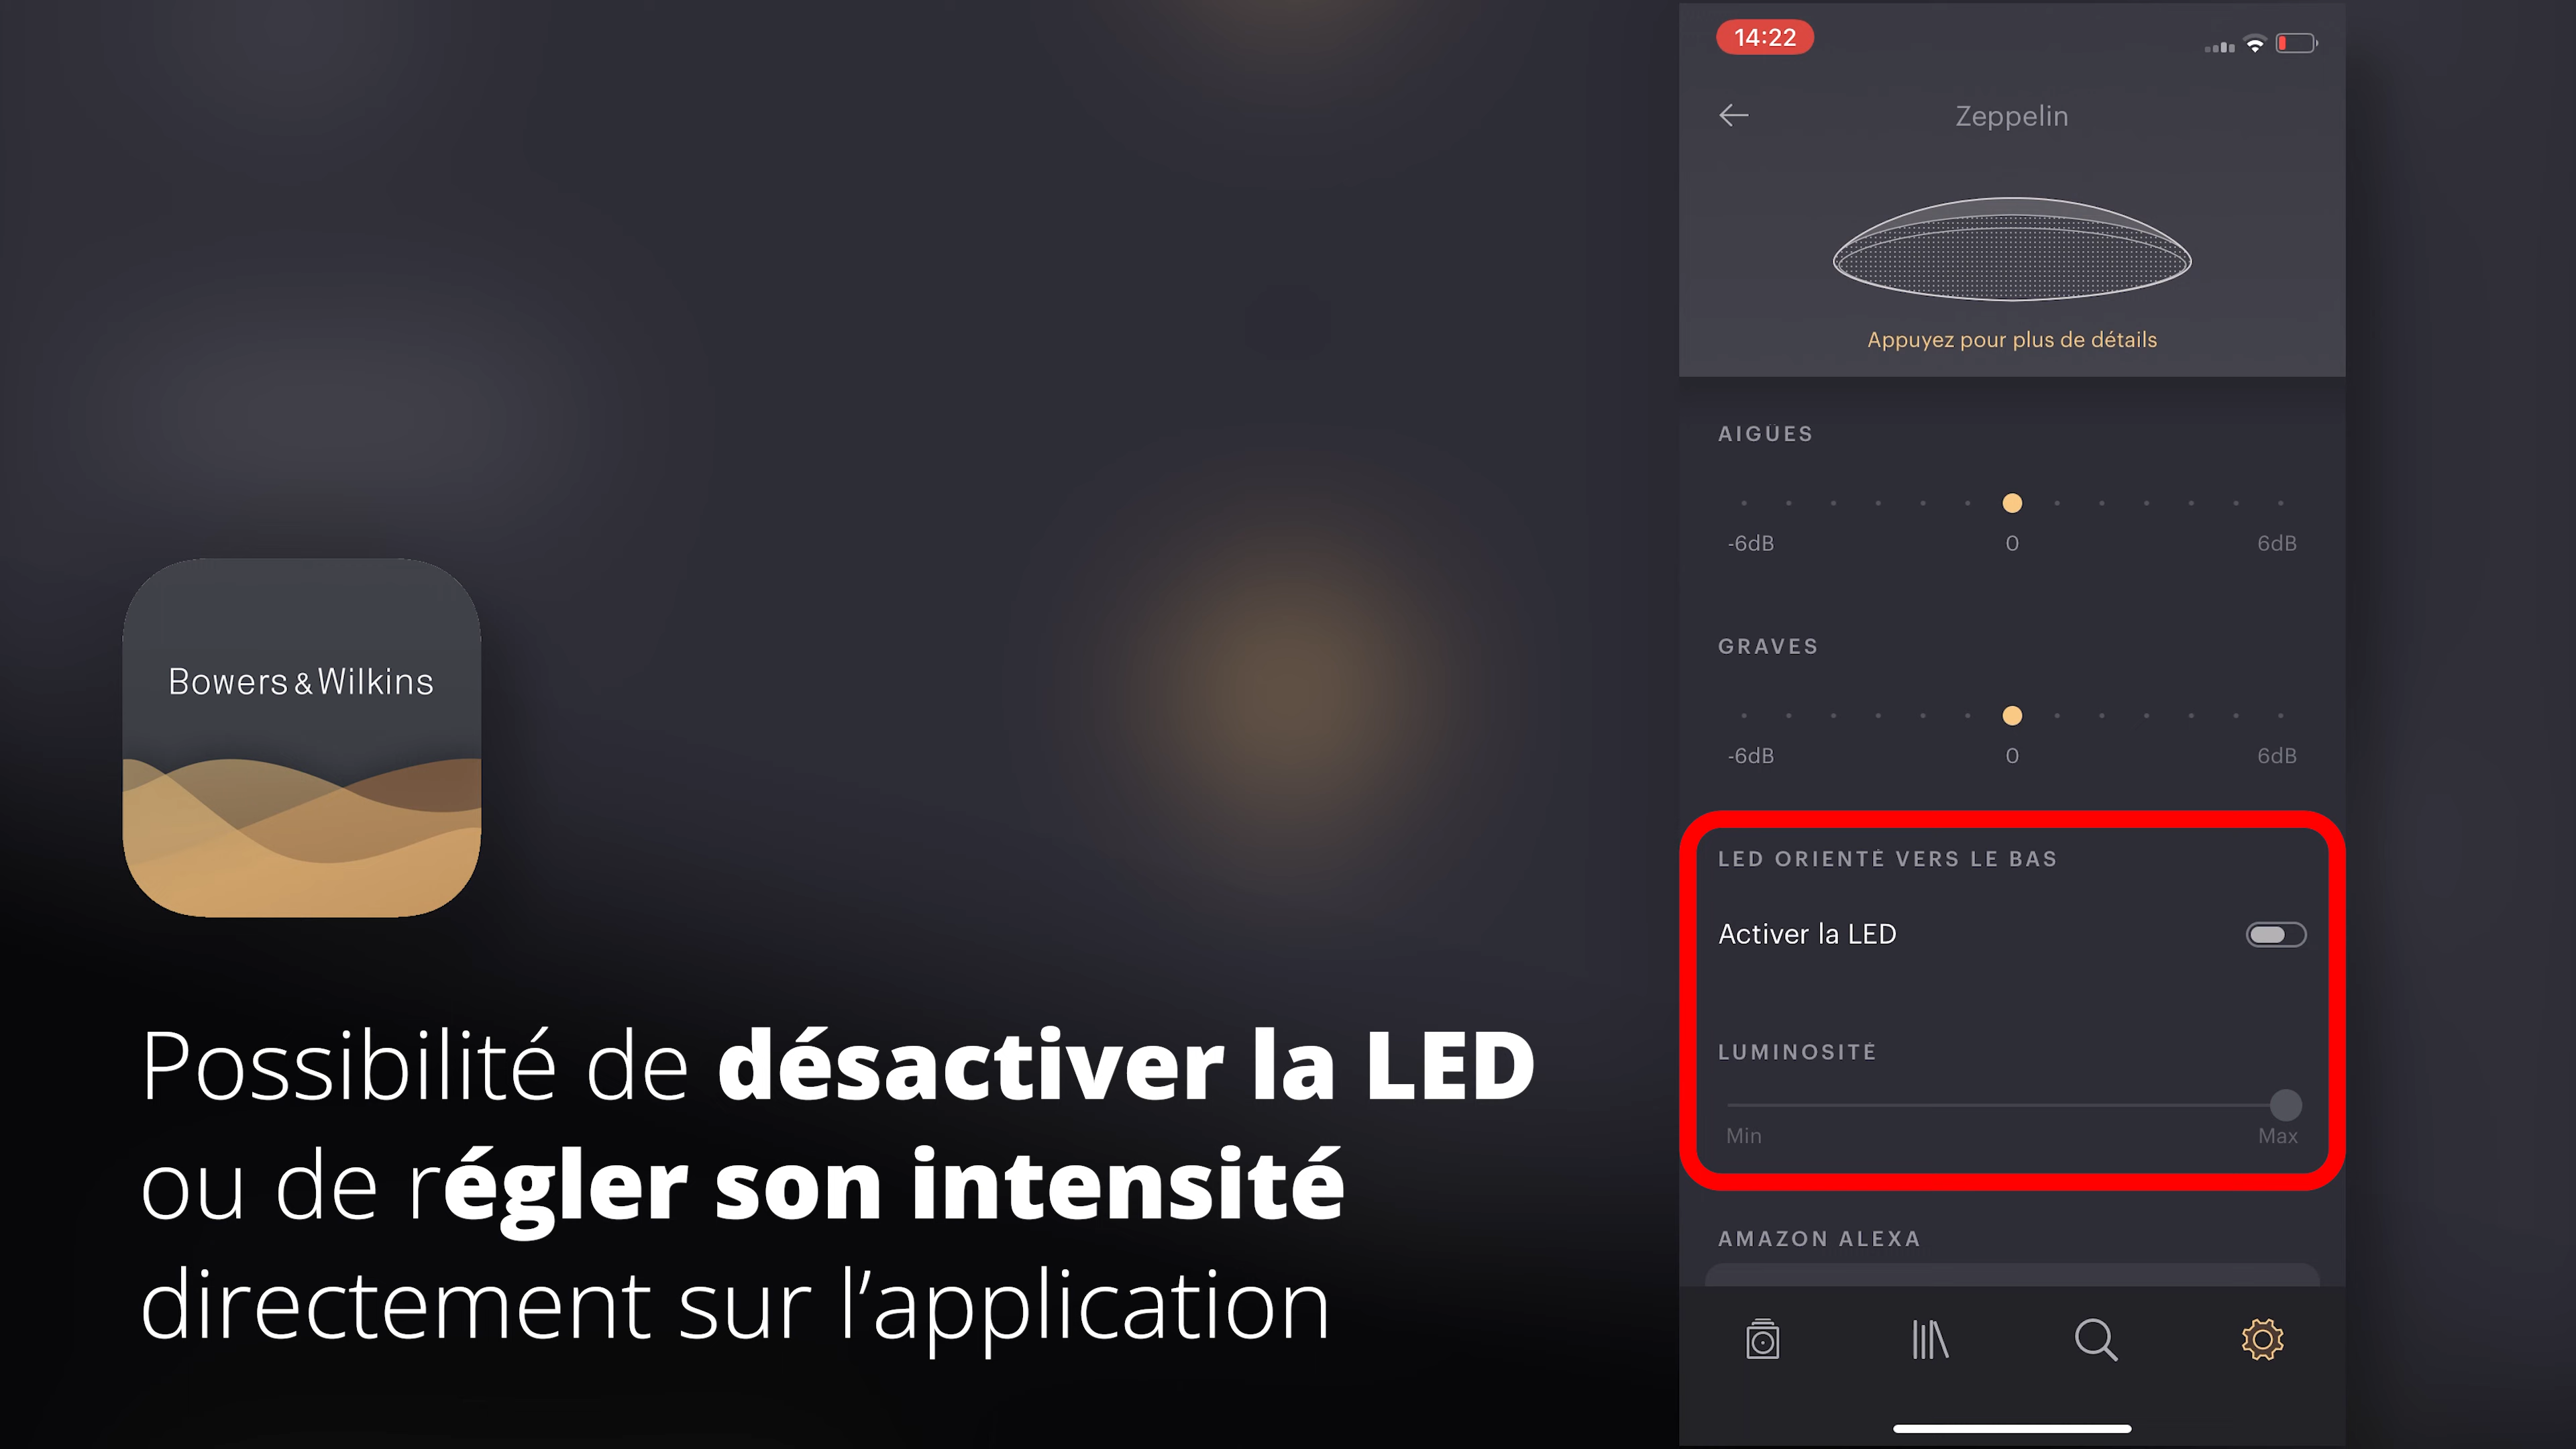 Bowers & Wilkins
Possibilité de désactiver la LED
ou de régler son intensité
directement sur l’application
14:22
Zeppelin
Appuyez pour plus de détails
AIGÜES
-6dB 0 6dB
GRAVES
-6dB 0 6dB
LED ORIENTÉ VERS LE BAS
Activer la LED
LUMINOSITÉ
Min Max
AMAZON ALEXA